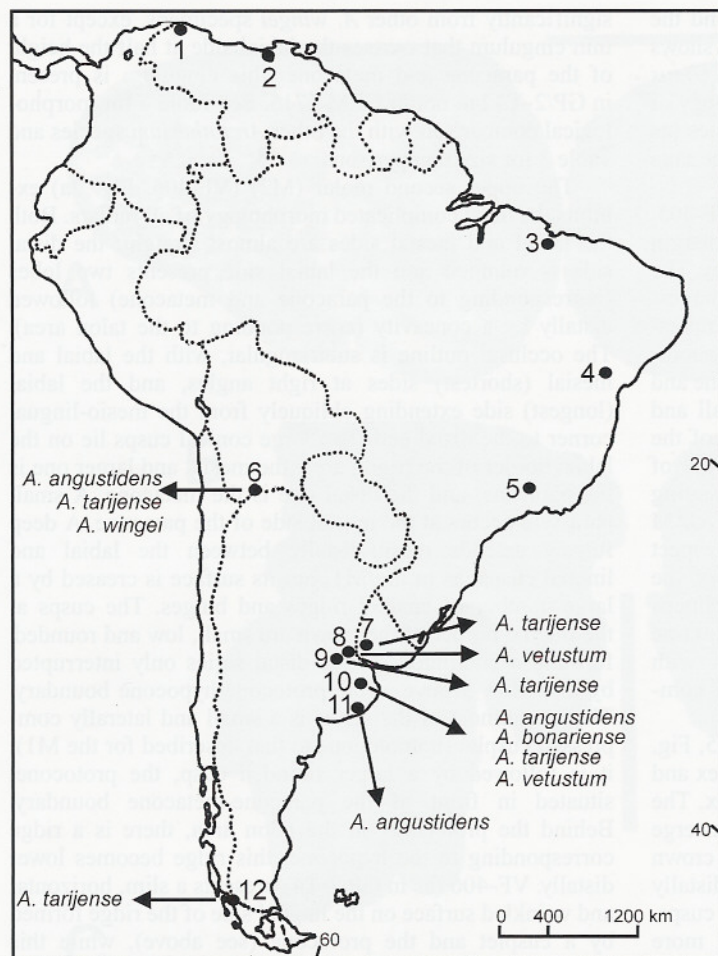 1
2
3
4
20
6
5
A. angustidens
A. tarijense
A. wingei
7
8
9
10
11
A. tarijense
A. vetustum
A. tarijense
A. angustidens
A. bonariense
A. tarijense
A. vetustum
A. angustidens
40
A. tarijense
12
60
0 400 1200 km